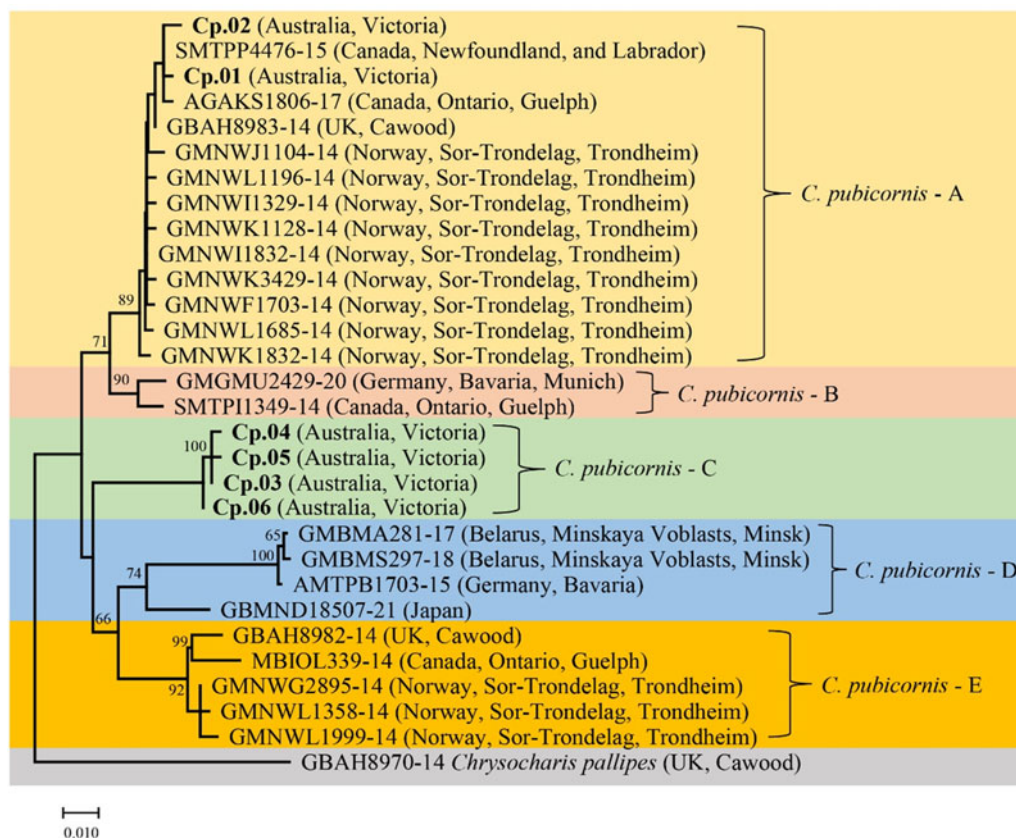 Cp.02 (Australia, Victoria)
SMTPP4476-15 (Canada, Newfoundland, and Labrador)
Cp.01 (Australia, Victoria)
AGAKS1806-17 (Canada, Ontario, Guelph)
GBAH8983-14 (UK, Cawood)
GMNWJ1104-14 (Norway, Sor-Trondelag, Trondheim)
GMNWL1196-14 (Norway, Sor-Trondelag, Trondheim)
GMNWI1329-14 (Norway, Sor-Trondelag, Trondheim)
GMNWK1128-14 (Norway, Sor-Trondelag, Trondheim)
GMNWI1832-14 (Norway, Sor-Trondelag, Trondheim)
GMNWK3429-14 (Norway, Sor-Trondelag, Trondheim)
GMNWF1703-14 (Norway, Sor-Trondelag, Trondheim)
GMNWL1685-14 (Norway, Sor-Trondelag, Trondheim)
GMNWK1832-14 (Norway, Sor-Trondelag, Trondheim)
C. pubicornis - A
89
71
90
GMGMU2429-20 (Germany, Bavaria, Munich)
SMTPI1349-14 (Canada, Ontario, Guelph)
C. pubicornis - B
100
Cp.04 (Australia, Victoria)
Cp.05 (Australia, Victoria)
Cp.03 (Australia, Victoria)
Cp.06 (Australia, Victoria)
C. pubicornis - C
65
100
74
66
GMBMA281-17 (Belarus, Minskaya Voblasts, Minsk)
GMBMS297-18 (Belarus, Minskaya Voblasts, Minsk)
AMTPB1703-15 (Germany, Bavaria)
GBMND18507-21 (Japan)
C. pubicornis - D
99
92
GBAH8982-14 (UK, Cawood)
MBIOL339-14 (Canada, Ontario, Guelph)
GMNWG2895-14 (Norway, Sor-Trondelag, Trondheim)
GMNWL1358-14 (Norway, Sor-Trondelag, Trondheim)
GMNWL1999-14 (Norway, Sor-Trondelag, Trondheim)
C. pubicornis - E
GBAH8970-14 Chrysocharis pallipes (UK, Cawood)
0.010